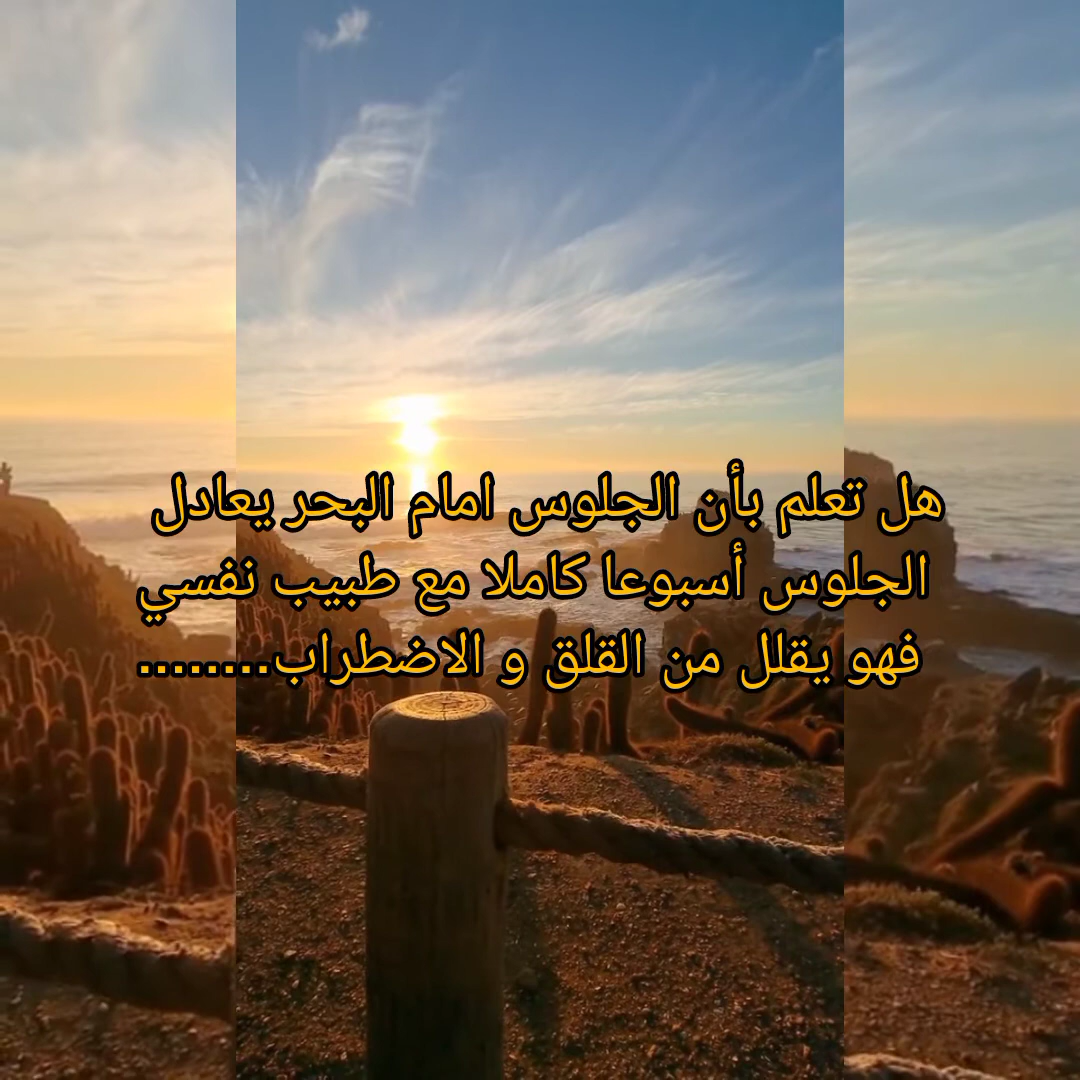 هل تعلم بأن الجلوس امام البحر يعادل
الجلوس أسبوعا كاملا مع طبيب نفسي
فهو يقلل من القلق و الاضطراب........